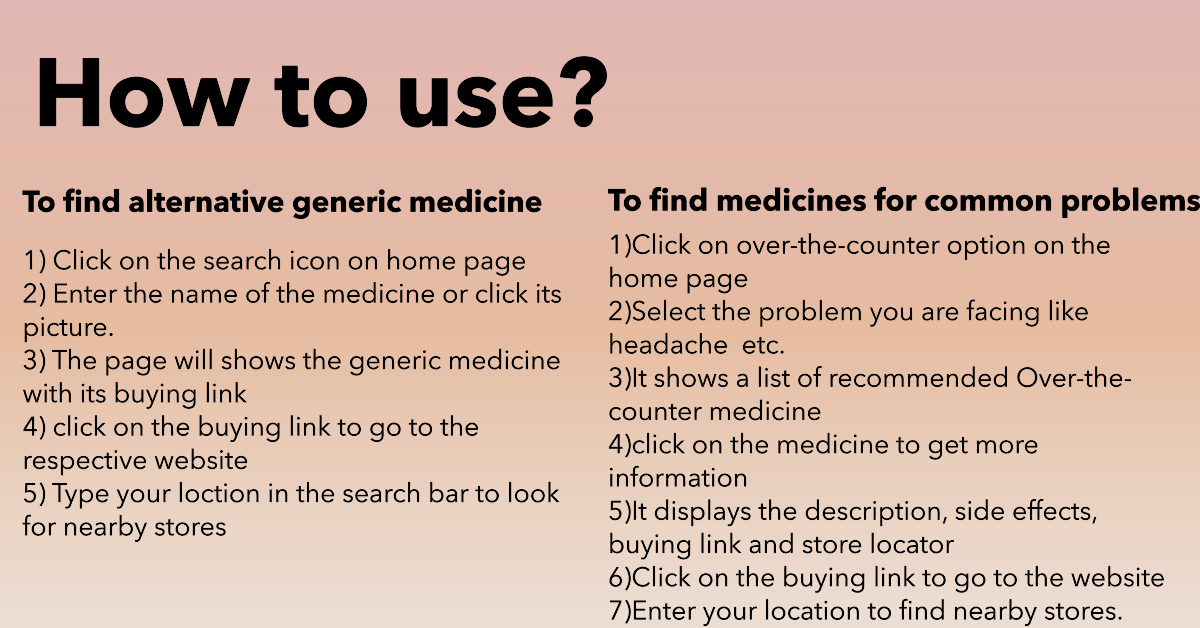 How to use?
To find alternative generic medicine
1) Click on the search icon on home page
2) Enter the name of the medicine or click its
picture.
3) The page will shows the generic medicine
with its buying link
4) click on the buying link to go to the
respective website
5) Type your loction in the search bar to look
for nearby stores
To find medicines for common problems
1)Click on over-the-counter option on the
home page
2)Select the problem you are facing like
headache  etc.
3)It shows a list of recommended Over-the-
counter medicine
4)click on the medicine to get more
information
5)It displays the description, side effects,
buying link and store locator
6)Click on the buying link to go to the website
7)Enter your location to find nearby stores.